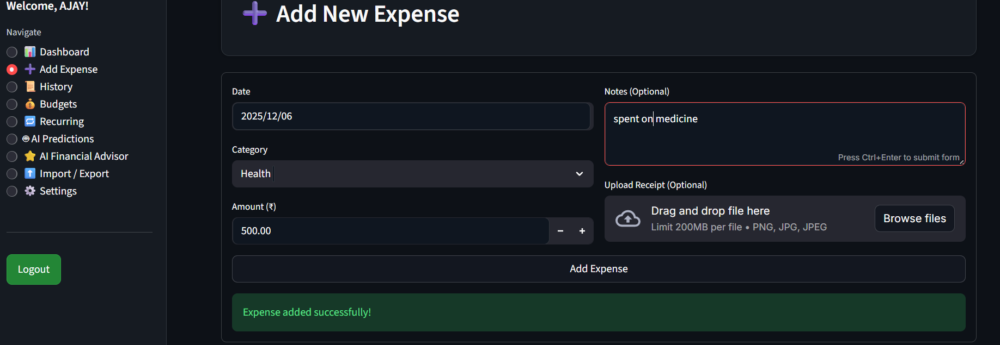 Welcome, AJAY!
Navigate
📊 Dashboard
➕ Add Expense
📜 History
💰 Budgets
🔁 Recurring
🤖 AI Predictions
⭐ AI Financial Advisor
⬆️ Import / Export
⚙️ Settings
Logout
➕ Add New Expense
Date
2025/12/06
Category
Health
Amount (₹)
500.00
− +
Notes (Optional)
spent on medicine
Press Ctrl+Enter to submit form
Upload Receipt (Optional)
Drag and drop file here
Limit 200MB per file • PNG, JPG, JPEG
Browse files
Add Expense
Expense added successfully!